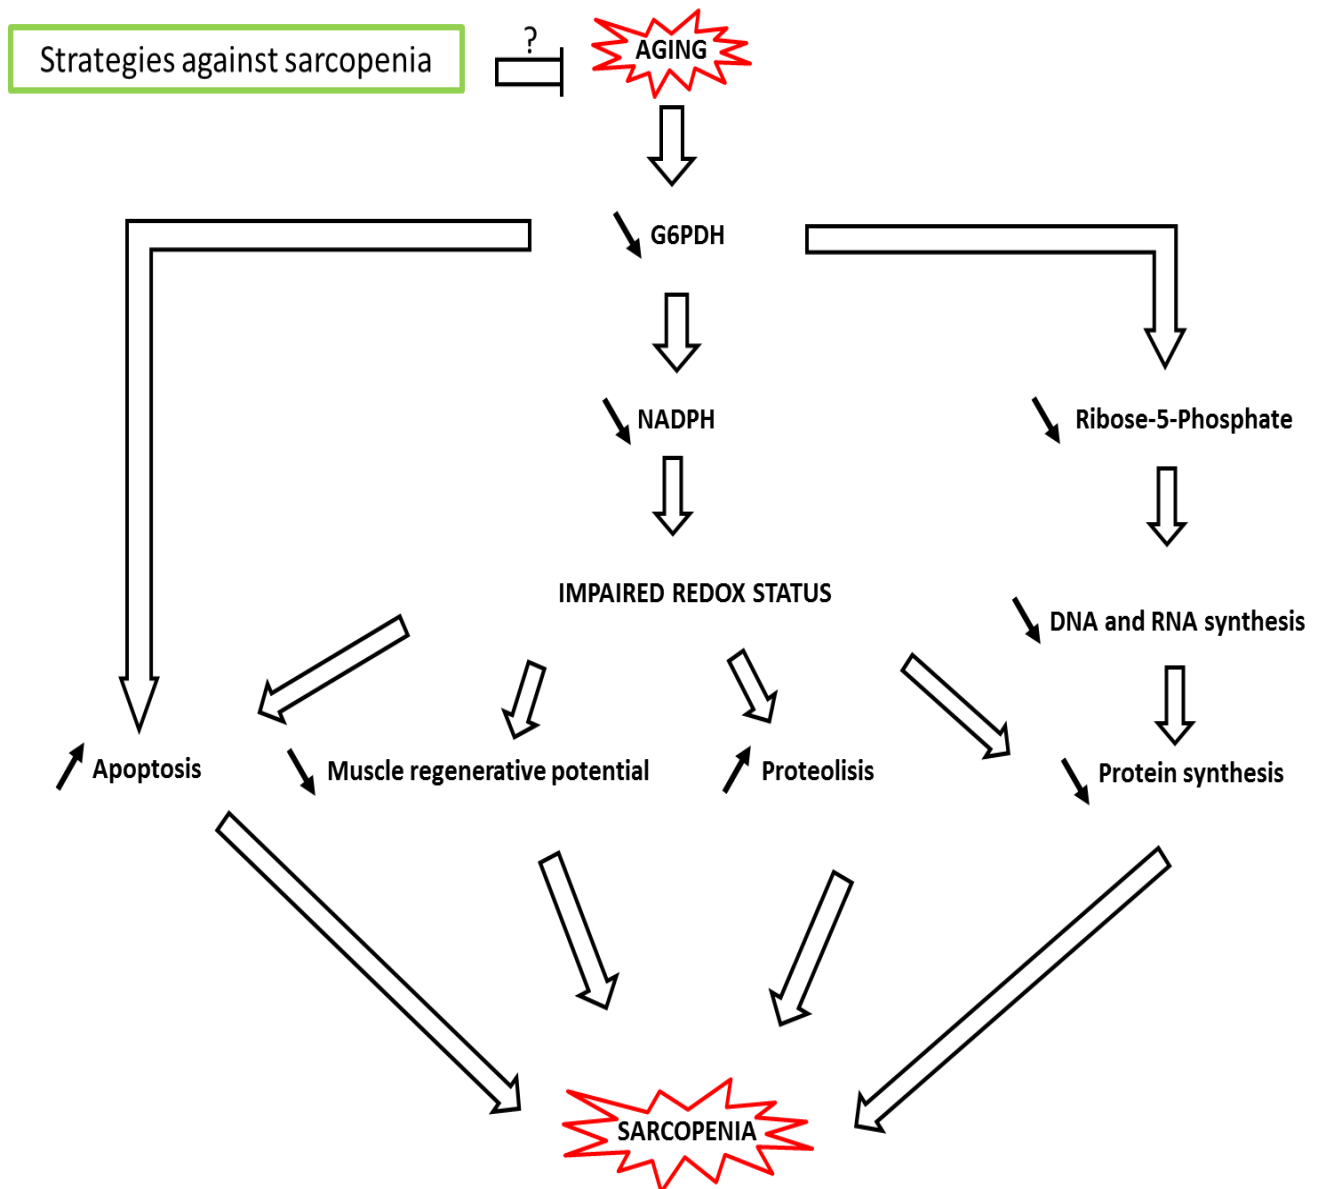 Strategies against sarcopenia
?
AGING
G6PDH
NADPH
Ribose-5-Phosphate
IMPAIRED REDOX STATUS
DNA and RNA synthesis
Apoptosis
Muscle regenerative potential
Proteolisis
Protein synthesis
SARCOPENIA